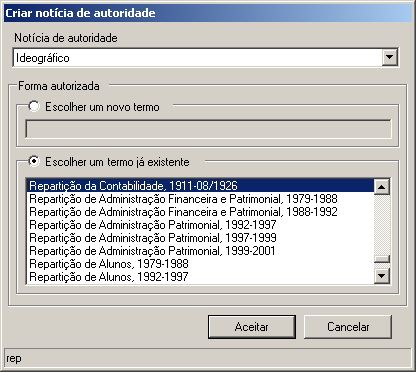 Criar notícia de autoridade
Notícia de autoridade
Ideográfico
Forma autorizada
Escolher um novo termo
Escolher um termo já existente
Repartição da Contabilidade, 1911-08/1926
Repartição de Administração Financeira e Patrimonial, 1979-1988
Repartição de Administração Financeira e Patrimonial, 1988-1992
Repartição de Administração Patrimonial, 1992-1997
Repartição de Administração Patrimonial, 1997-1999
Repartição de Administração Patrimonial, 1999-2001
Repartição de Alunos, 1979-1988
Repartição de Alunos, 1992-1997
Aceitar
Cancelar
rep